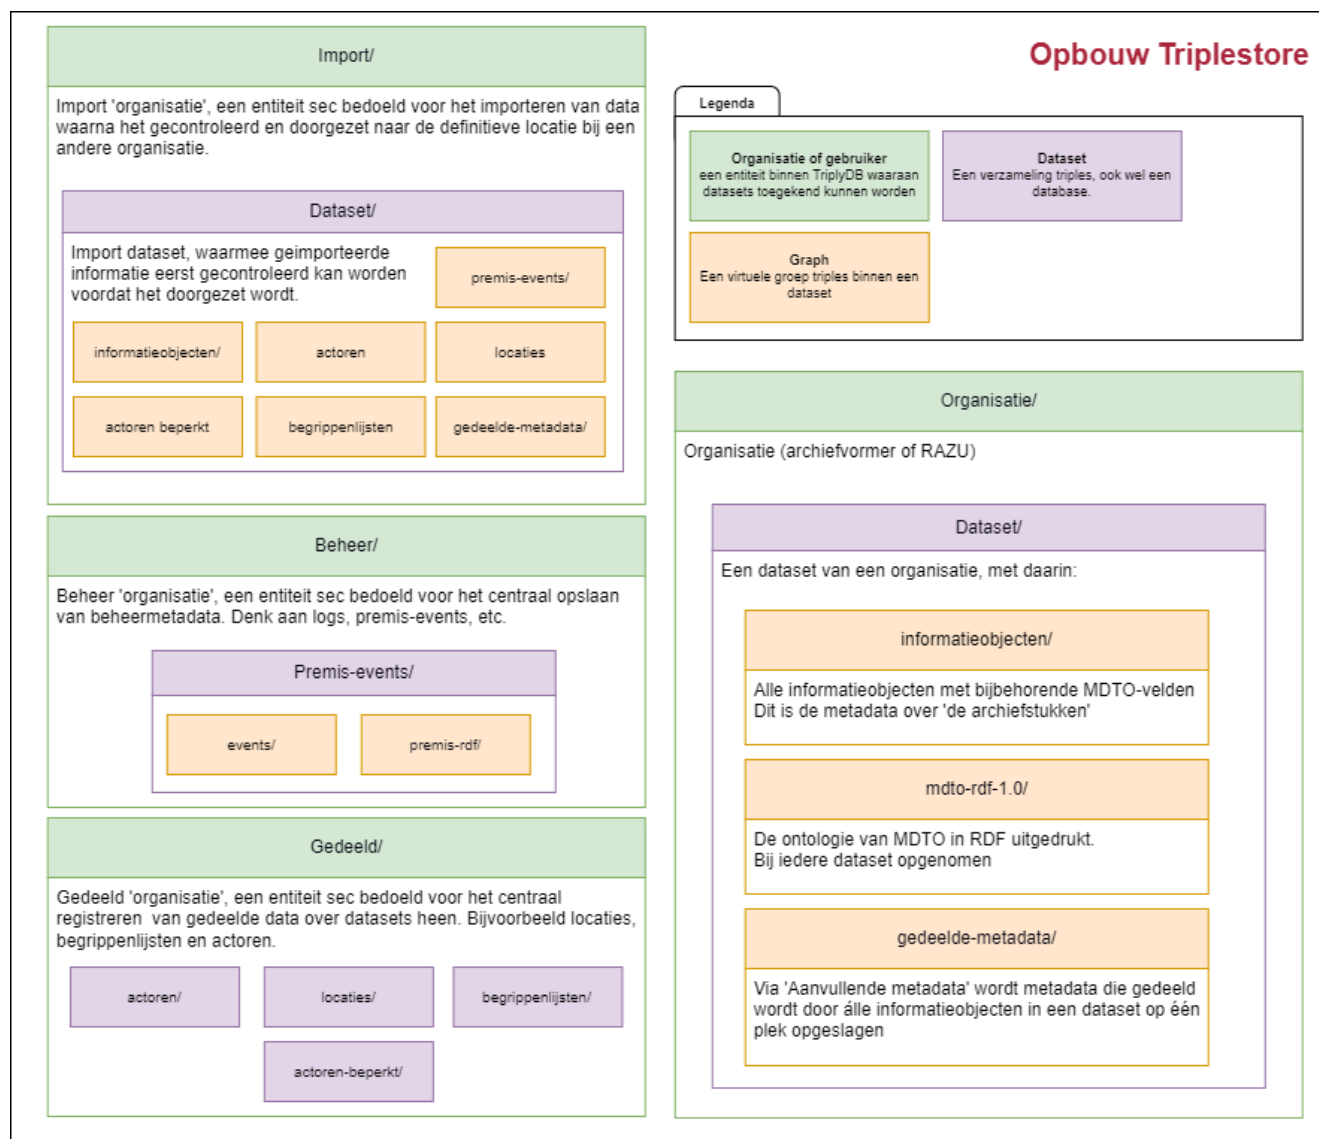 Opbouw Triplestore
Import/
Import 'organisatie', een entiteit sec bedoeld voor het importeren van data
waarna het gecontroleerd en doorgezet naar de definitieve locatie bij een
andere organisatie.
Dataset/
Import dataset, waarmee geimporteerde
informatie eerst gecontroleerd kan worden
voordat het doorgezet wordt.
premis-events/
informatieobjecten/
actoren
locaties
actoren beperkt
begrippenlijsten
gedeelde-metadata/
Beheer/
Beheer 'organisatie', een entiteit sec bedoeld voor het centraal opslaan
van beheermetadata. Denk aan logs, premis-events, etc.
Premis-events/
events/
premis-rdf/
Gedeeld/
Gedeeld 'organisatie', een entiteit sec bedoeld voor het centraal
registreren van gedeelde data over datasets heen. Bijvoorbeeld locaties,
begrippenlijsten en actoren.
actoren/
locaties/
begrippenlijsten/
actoren-beperkt/
Legenda
Organisatie of gebruiker
een entiteit binnen TriplyDB waaraan
datasets toegekend kunnen worden
Dataset
Een verzameling triples, ook wel een
database.
Graph
Een virtuele groep triples binnen een
dataset
Organisatie/
Organisatie (archiefvormer of RAZU)
Dataset/
Een dataset van een organisatie, met daarin:
informatieobjecten/
Alle informatieobjecten met bijbehorende MDTO-velden
Dit is de metadata over 'de archiefstukken'
mdto-rdf-1.0/
De ontologie van MDTO in RDF uitgedrukt.
Bij iedere dataset opgenomen
gedeelde-metadata/
Via 'Aanvullende metadata' wordt metadata die gedeeld
wordt door álle informatieobjecten in een dataset op één
plek opgeslagen